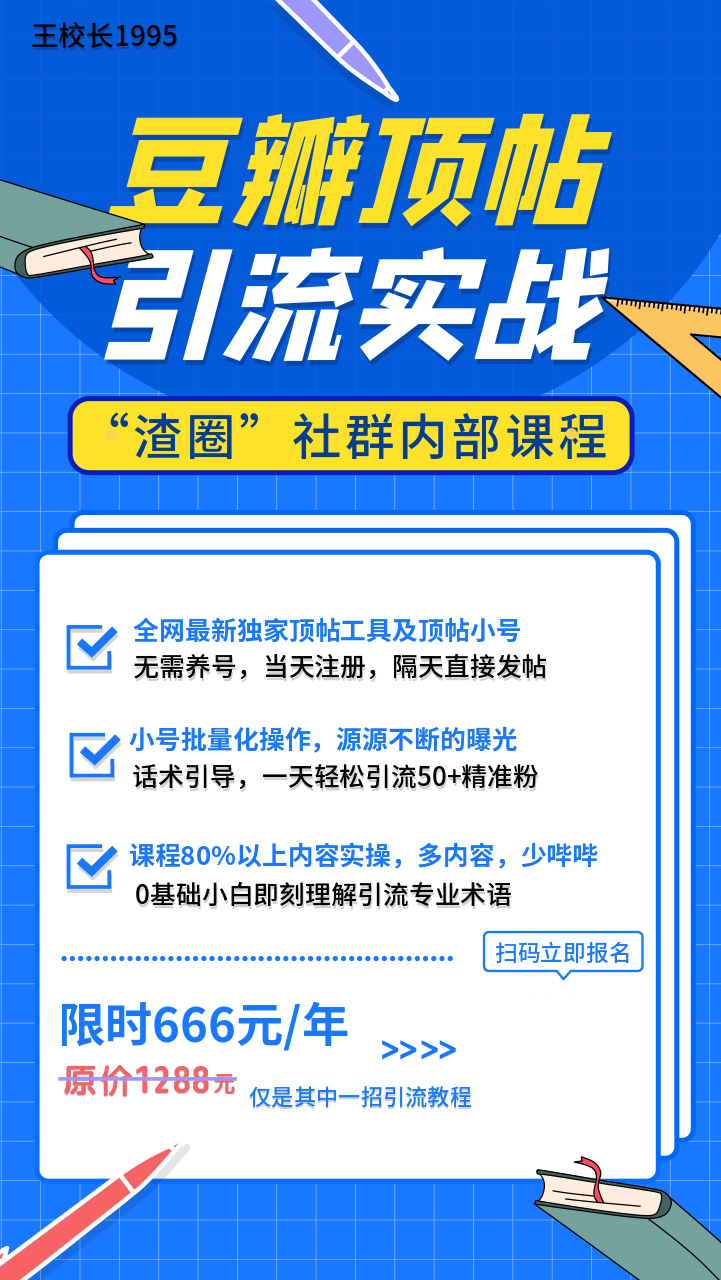 王校长1995
豆瓣顶帖
引流实战
“渣圈”社群内部课程
全网最新独家顶帖工具及顶帖小号
无需养号，当天注册，隔天直接发帖
小号批量化操作，源源不断的曝光
话术引导，一天轻松引流50+精准粉
课程80%以上内容实操，多内容，少哔哔
0基础小白即刻理解引流专业术语
扫码立即报名
限时666元/年
>>>>
原价1288元
仅是其中一招引流教程